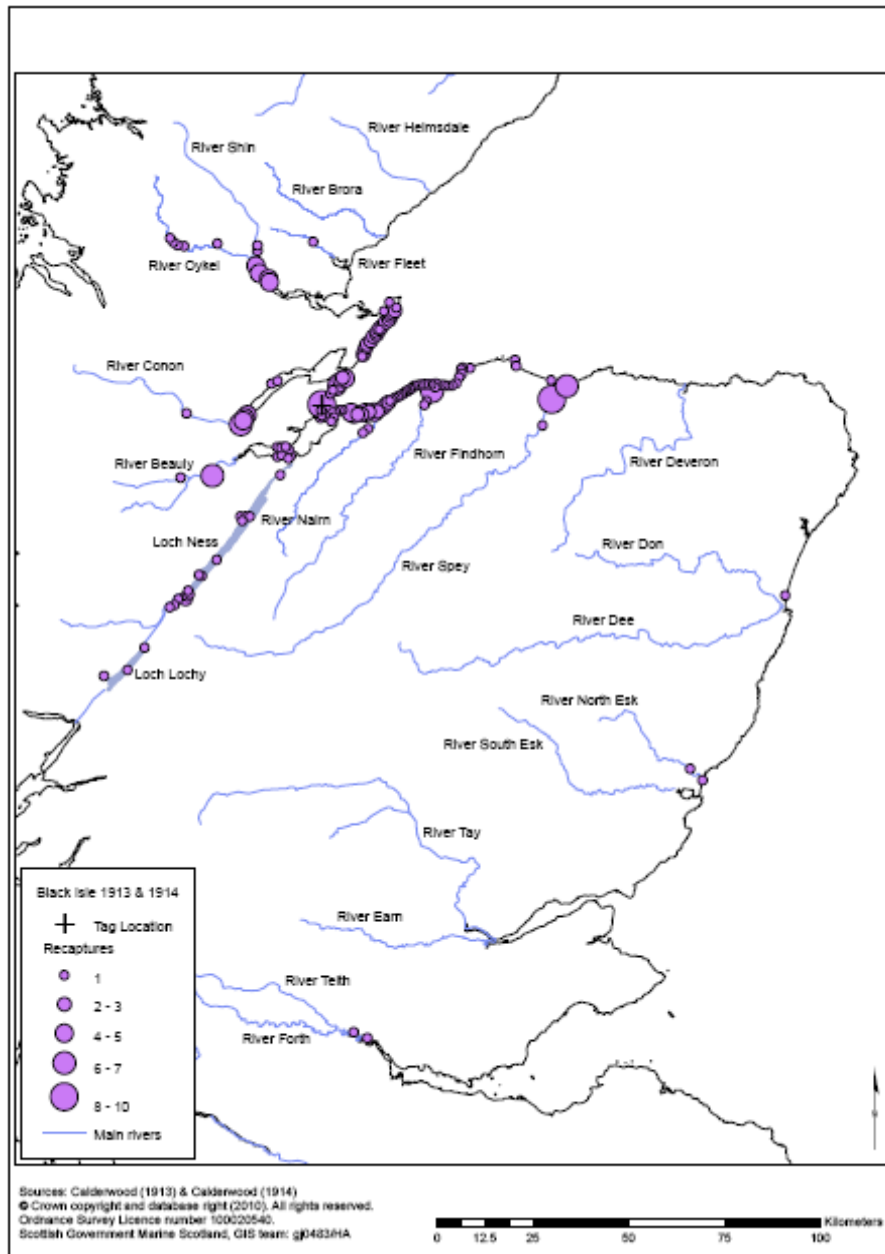 River Helmsdale
River Shin
River Brora
River Oykel
River Fleet
River Conon
River Beauly
River Findhorn
River Deveron
River Nairn
Loch Ness
River Don
River Spey
River Dee
Loch Lochy
River North Esk
River South Esk
River Tay
River Earn
River Teith
River Forth
Black Isle 1913 & 1914
Tag Location
Recaptures
1
2 - 3
4 - 5
6 - 7
8 - 10
Main rivers
N
Sources: Calderwood (1913) & Calderwood (1914)
© Crown copyright and database right (2010). All rights reserved.
Ordnance Survey Licence number 100020540.
Scottish Government Marine Scotland, GIS team: gj0483/HA
Kilometers
0 12.5 25 50 75 100